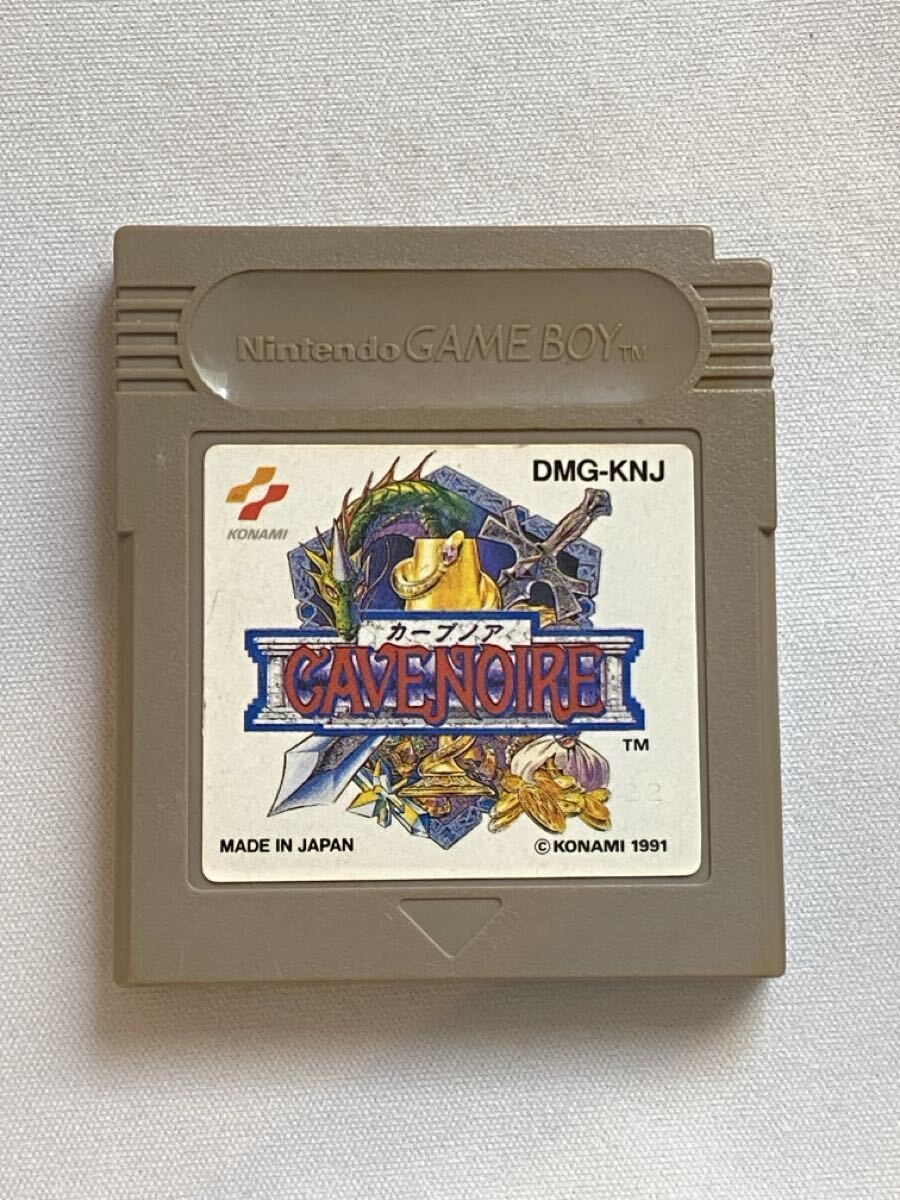 Nintendo GAME BOY TM
DMG-KNJ
KONAMI
カーブノア
CAVENOIRE
TM
22
MADE IN JAPAN
© KONAMI 1991